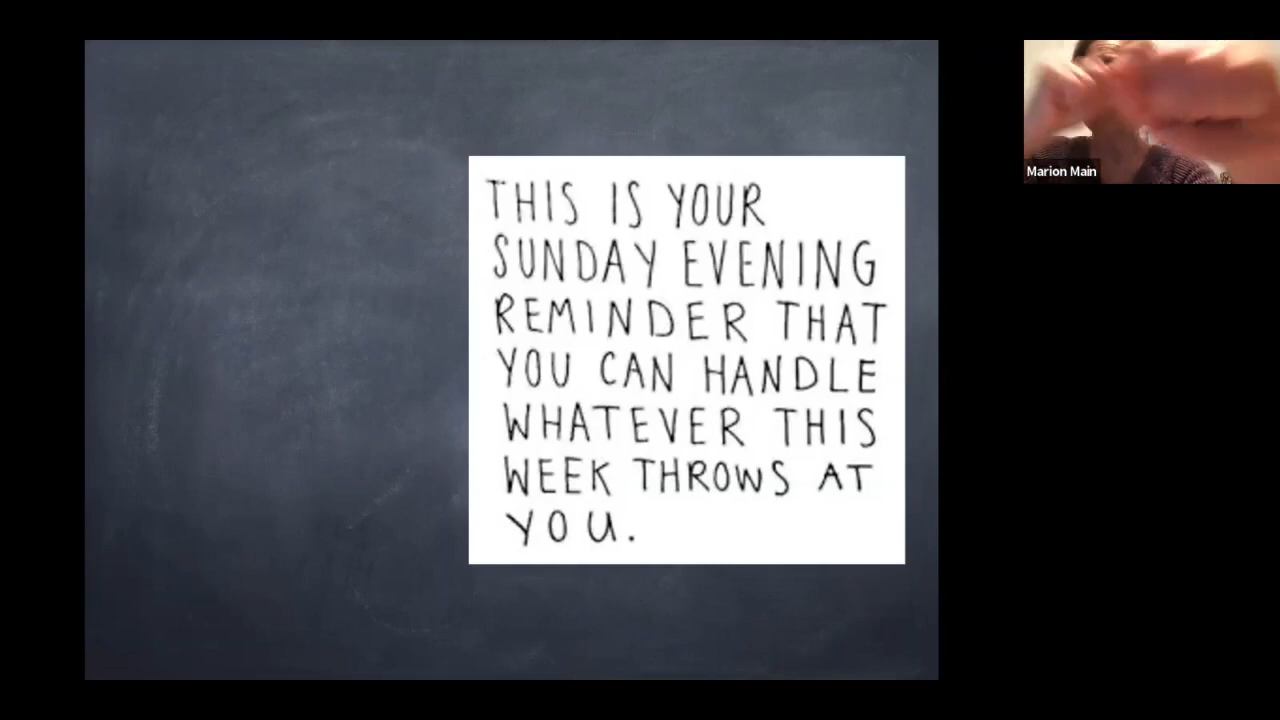 THIS IS YOUR
SUNDAY EVENING
REMINDER THAT
YOU CAN HANDLE
WHATEVER THIS
WEEK THROWS AT
YOU.
Marion Main